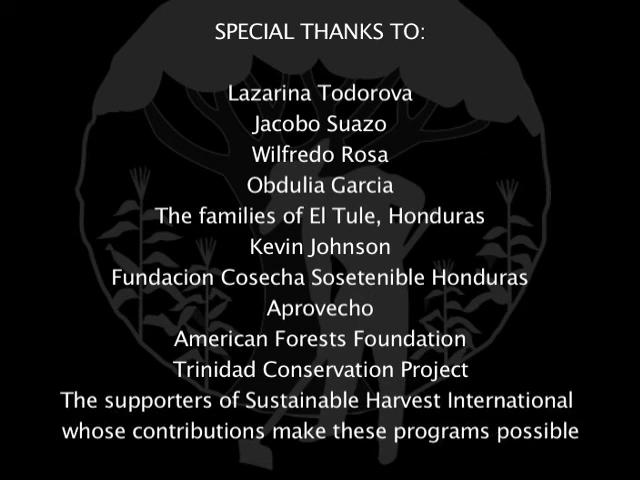 SPECIAL THANKS TO:
Lazarina Todorova
Jacobo Suazo
Wilfredo Rosa
Obdulia Garcia
The families of El Tule, Honduras
Kevin Johnson
Fundacion Cosecha Sosetenible Honduras
Aprovecho
American Forests Foundation
Trinidad Conservation Project
The supporters of Sustainable Harvest International
whose contributions make these programs possible